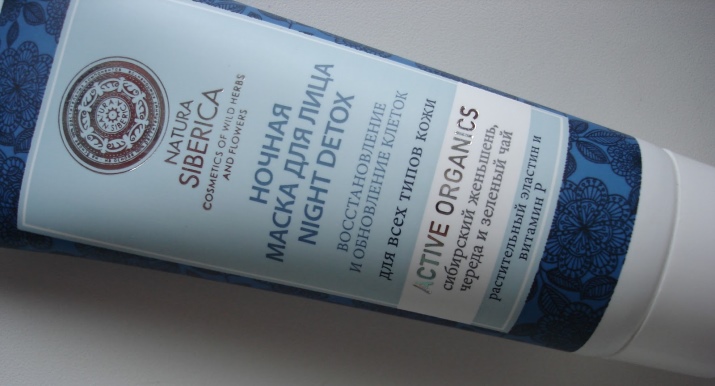 NATURA
SIBERICA
COSMETICS OF WILD HERBS
AND FLOWERS
НОЧНАЯ
МАСКА ДЛЯ ЛИЦА
NIGHT DETOX
ВОССТАНОВЛЕНИЕ
И ОБНОВЛЕНИЕ КЛЕТОК
ДЛЯ ВСЕХ ТИПОВ КОЖИ
ACTIVE ORGANICS
сибирский женьшень,
череда и зеленый чай
растительный эластин и
витамин P